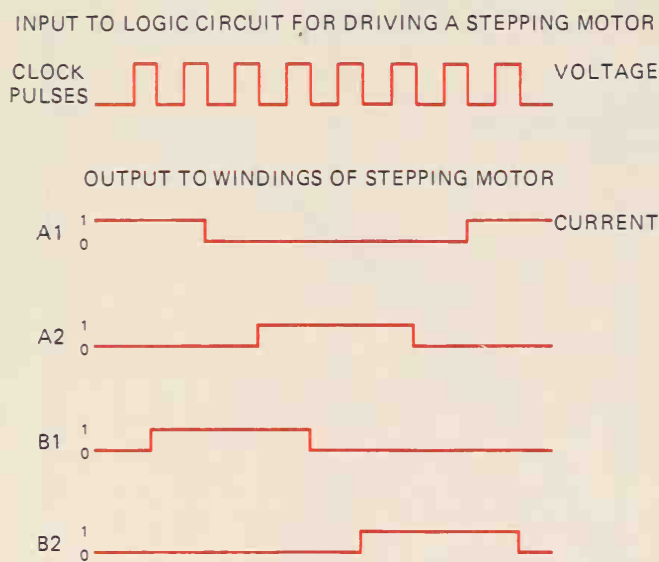 INPUT TO LOGIC CIRCUIT FOR DRIVING A STEPPING MOTOR
CLOCK PULSES
VOLTAGE
OUTPUT TO WINDINGS OF STEPPING MOTOR
A1 1 0
CURRENT
A2 1 0
B1 1 0
B2 1 0